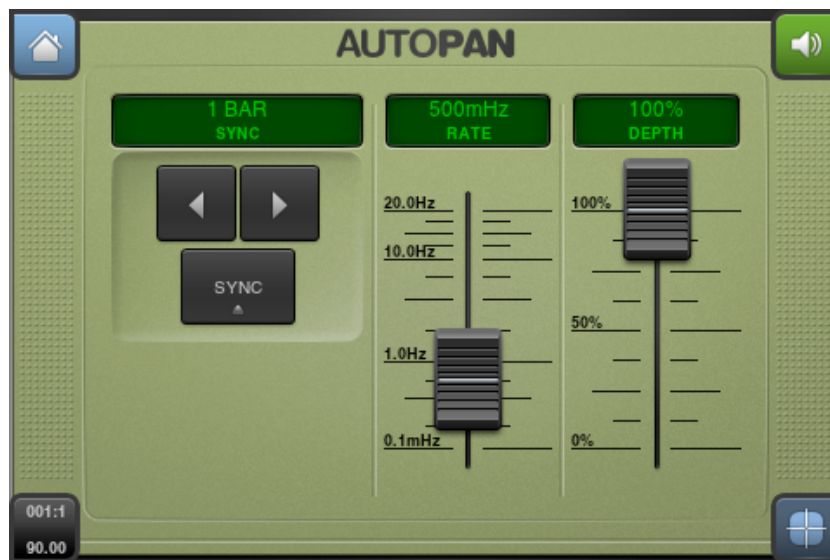 AUTOPAN
1 BAR
SYNC
500mHz
RATE
100%
DEPTH
20.0Hz
10.0Hz
1.0Hz
0.1mHz
100%
50%
0%
SYNC
001:1
90.00